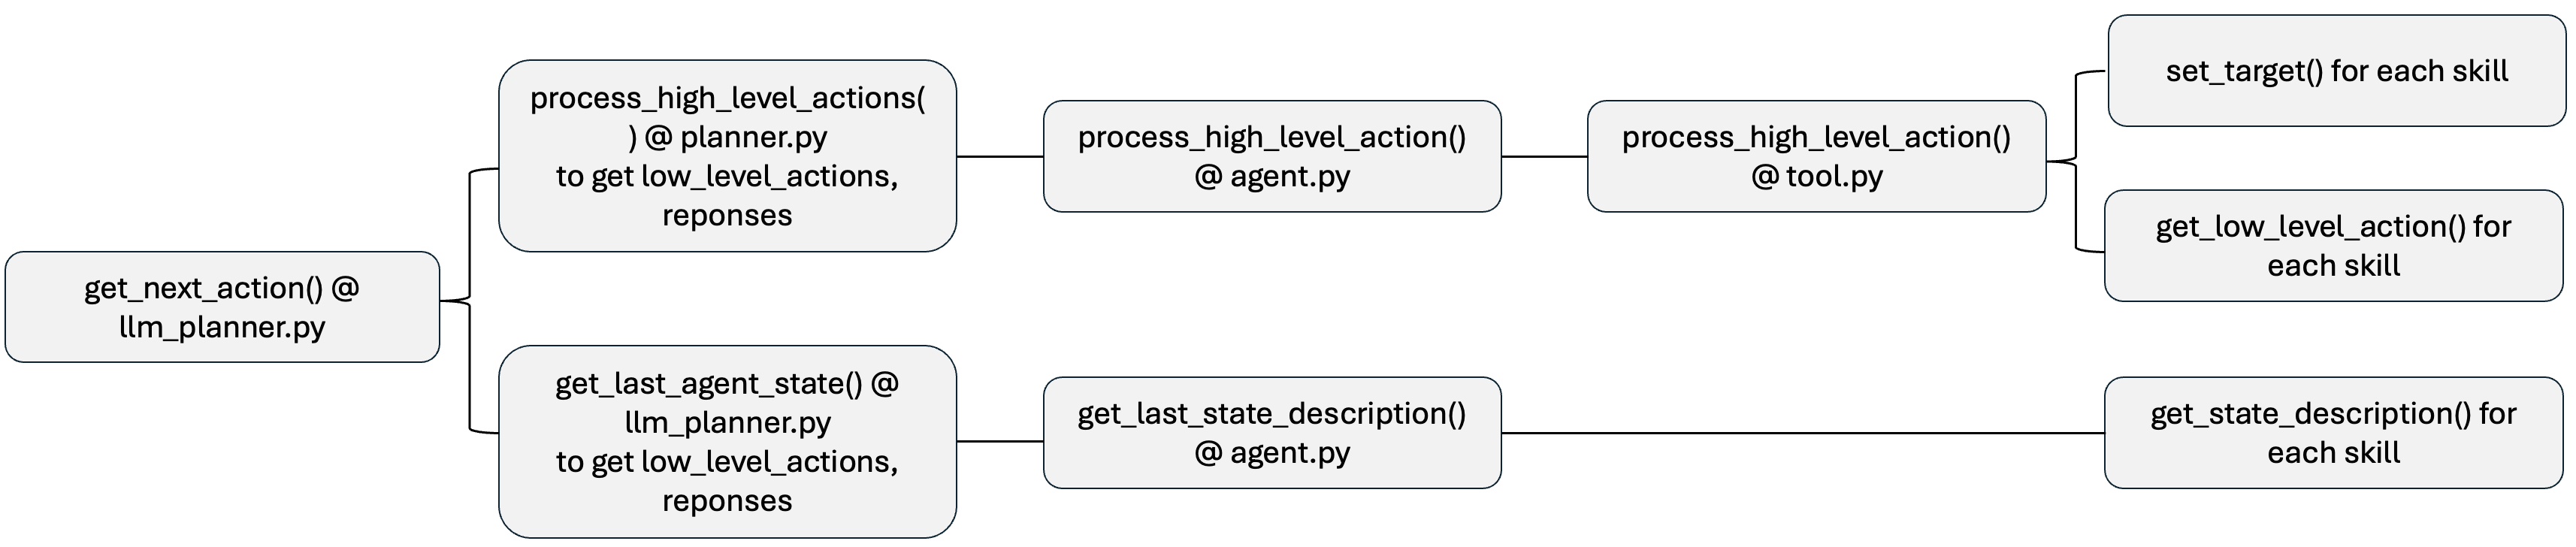 get_next_action() @
llm_planner.py
process_high_level_actions(
) @ planner.py
to get low_level_actions,
reponses
process_high_level_action()
@ agent.py
process_high_level_action()
@ tool.py
set_target() for each skill
get_low_level_action() for
each skill
get_last_agent_state() @
llm_planner.py
to get low_level_actions,
reponses
get_last_state_description()
@ agent.py
get_state_description() for
each skill